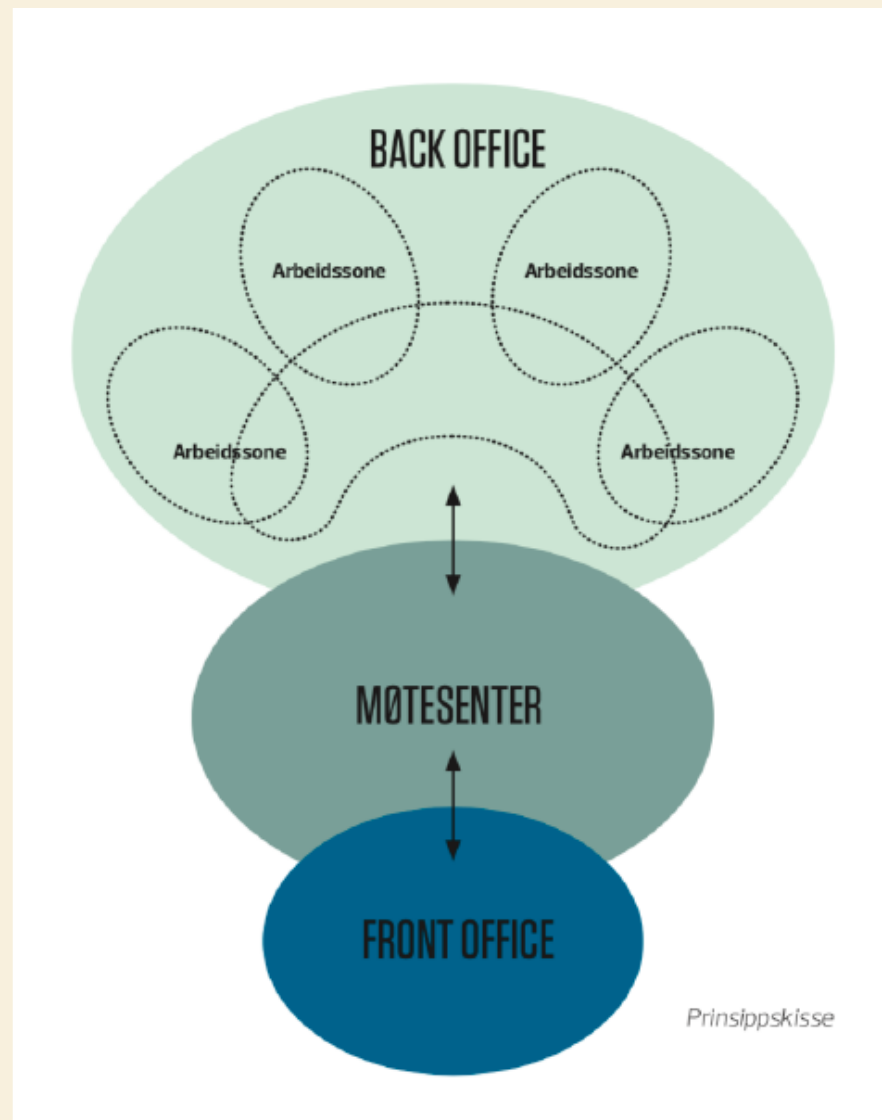 BACK OFFICE
Arbeidssone
Arbeidssone
Arbeidssone
Arbeidssone
MØTESENTER
FRONT OFFICE
Prinsippskisse